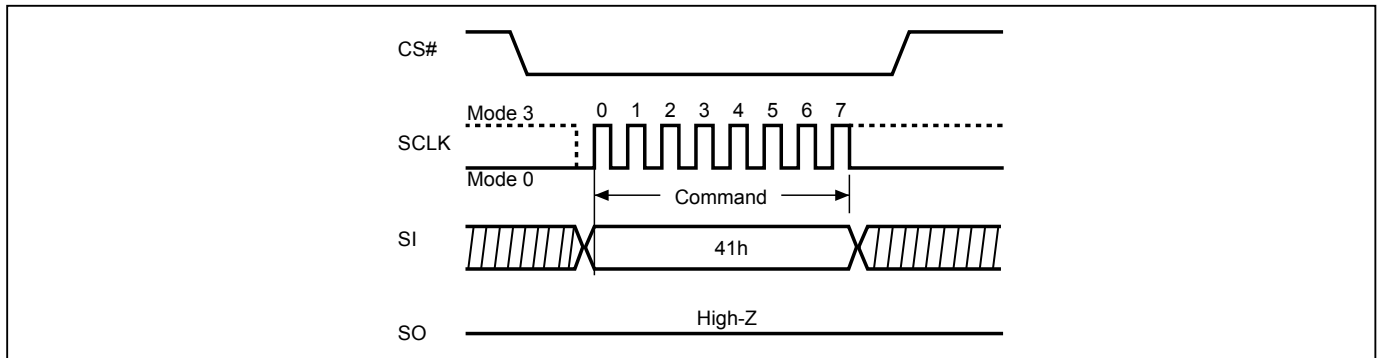 CS#
Mode 3
0 1 2 3 4 5 6 7
SCLK
Mode 0
Command
SI
41h
High-Z
SO